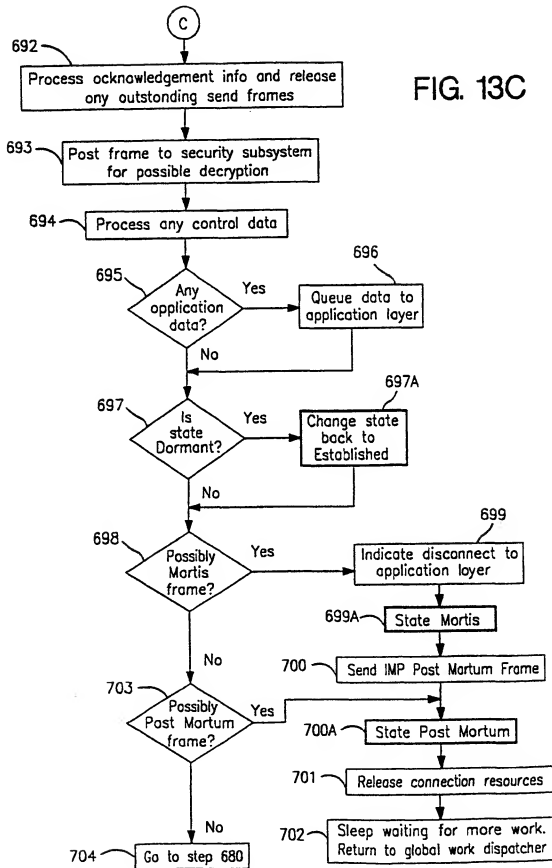 C
692
Process acknowledgement info and release
any outstanding send frames
FIG. 13C
693
Post frame to security subsystem
for possible decryption
694
Process any control data
695
Any
application
data?
Yes
696
Queue data to
application layer
No
697
Is
state
Dormant?
Yes
697A
Change state
back to
Established
No
698
Possibly
Mortis
frame?
Yes
699
Indicate disconnect to
application layer
699A
State Mortis
No
700
Send IMP Post Martum Frame
703
Possibly
Post Mortum
frame?
Yes
700A
State Post Mortum
701
Release connection resources
No
702
Sleep waiting for more work.
Return to global work dispatcher
704
Go to step 680